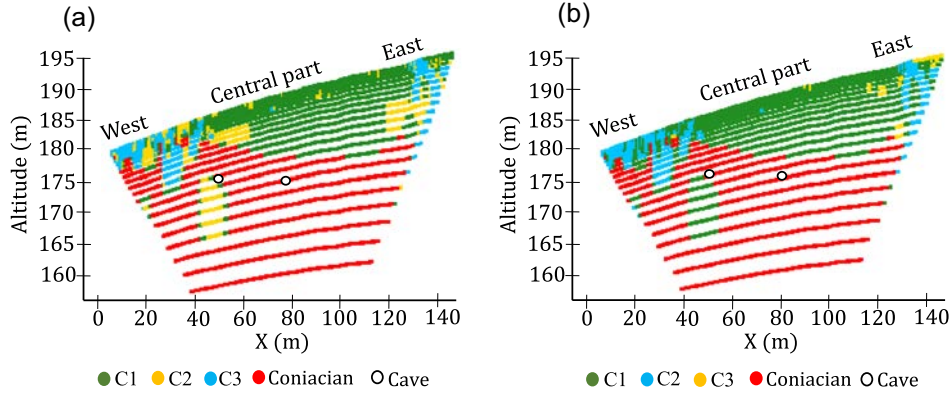 (a)
195
190
185
180
175
170
165
160
Altitude (m)
West
Central part
East
0 20 40 60 80 100 120 140
X (m)
C1 C2 C3 Coniacian Cave
(b)
195
190
185
180
175
170
165
160
Altitude (m)
West
Central part
East
0 20 40 60 80 100 120 140
X (m)
C1 C2 C3 Coniacian Cave